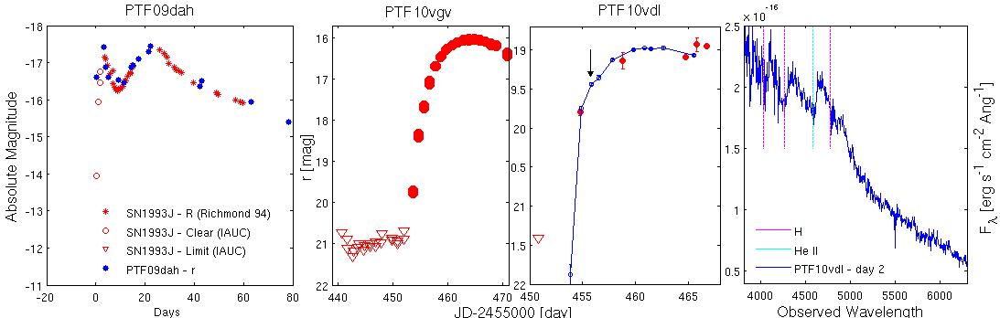 PTF09dah
PTF10vgv
PTF10vdl
×10⁻¹⁶
-18
-17
-16
-15
-14
-13
-12
-11
-20
0
20
40
60
80
Absolute Magnitude
Days
SN1993J - R (Richmond 94)
SN1993J - Clear (IAUC)
SN1993J - Limit (IAUC)
PTF09dah - r
16
17
18
19
20
21
22
440
450
460
470
r [mag]
19
9.5
20
0.5
21
1.5
22
450
455
460
465
JD-2455000 [day]
2.5
2
1.5
1
0.5
4000
4500
5000
5500
6000
H
He II
PTF10vdl - day 2
Observed Wavelength
Fλ [erg s⁻¹ cm⁻² Ang⁻¹]